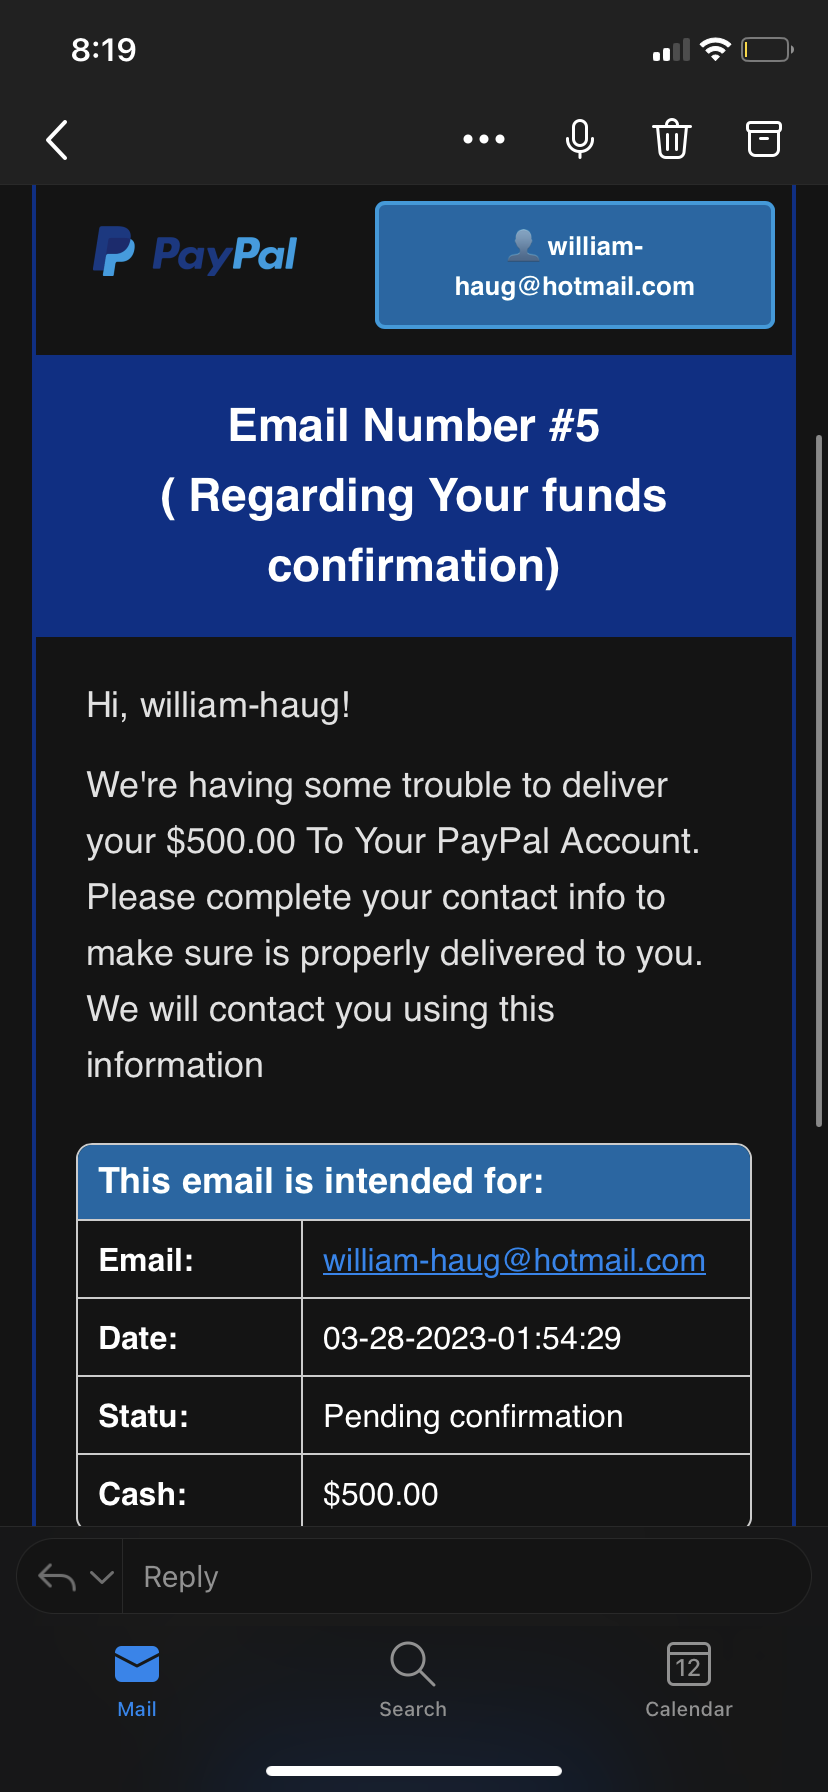 8:19
PayPal
william-
haug@hotmail.com
Email Number #5
( Regarding Your funds
confirmation)
Hi, william-haug!
We're having some trouble to deliver
your $500.00 To Your PayPal Account.
Please complete your contact info to
make sure is properly delivered to you.
We will contact you using this
information
This email is intended for:
Email: william-haug@hotmail.com
Date: 03-28-2023-01:54:29
Statu: Pending confirmation
Cash: $500.00
Reply
12
Mail Search Calendar